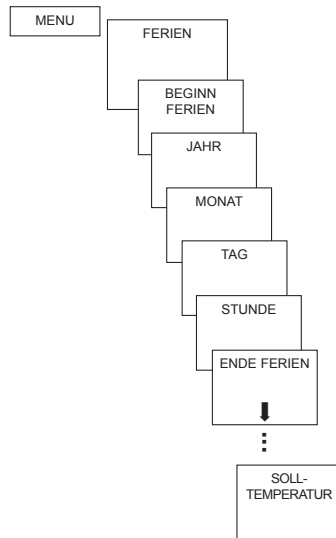 MENU
FERIEN
BEGINN
FERIEN
JAHR
MONAT
TAG
STUNDE
ENDE FERIEN
SOLL-
TEMPERATUR